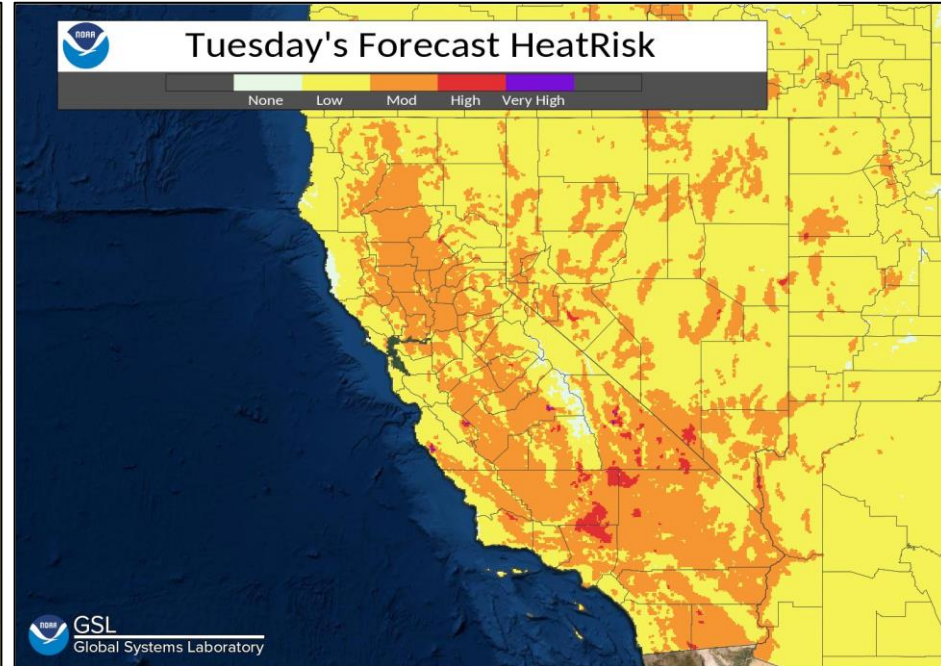 NOAA
Tuesday's Forecast HeatRisk
None Low Mod High Very High
NOAA
GSL
Global Systems Laboratory